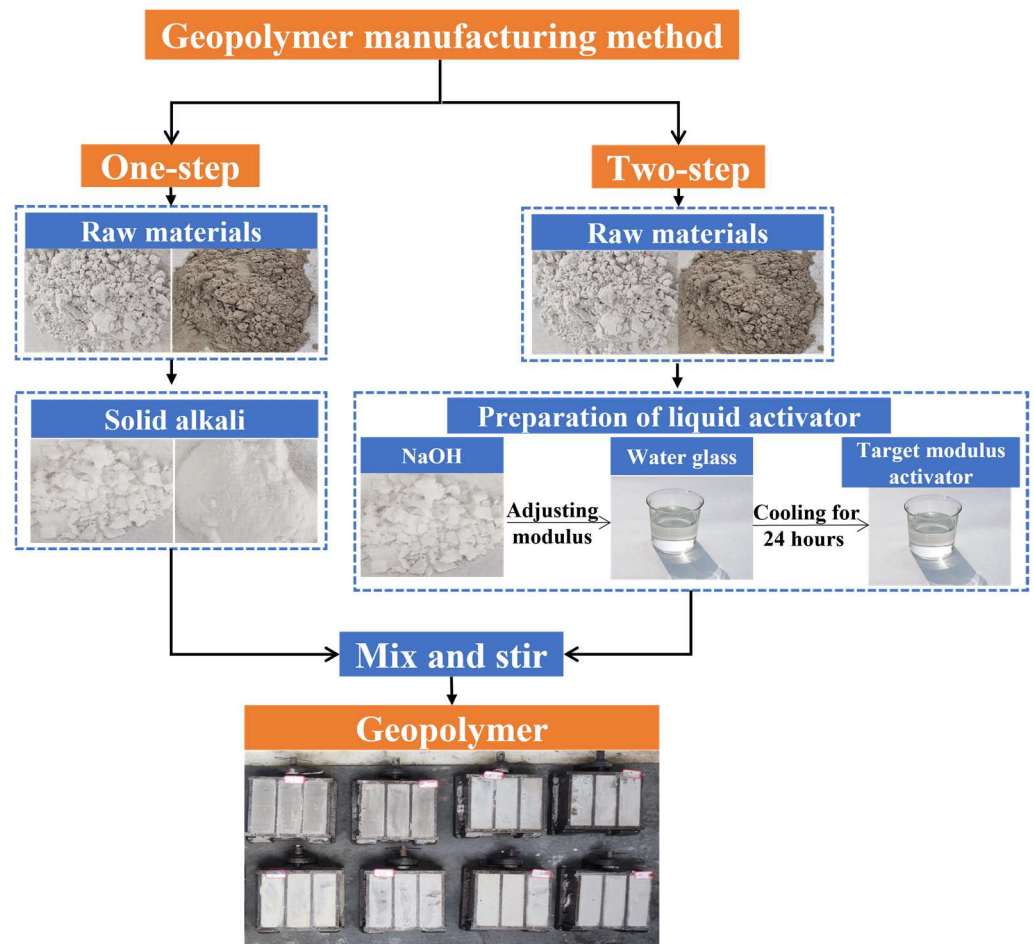 Geopolymer manufacturing method
One-step
Two-step
Raw materials
Raw materials
Solid alkali
Preparation of liquid activator
NaOH
Adjusting
modulus
Water glass
Cooling for
24 hours
Target modulus
activator
Mix and stir
Geopolymer